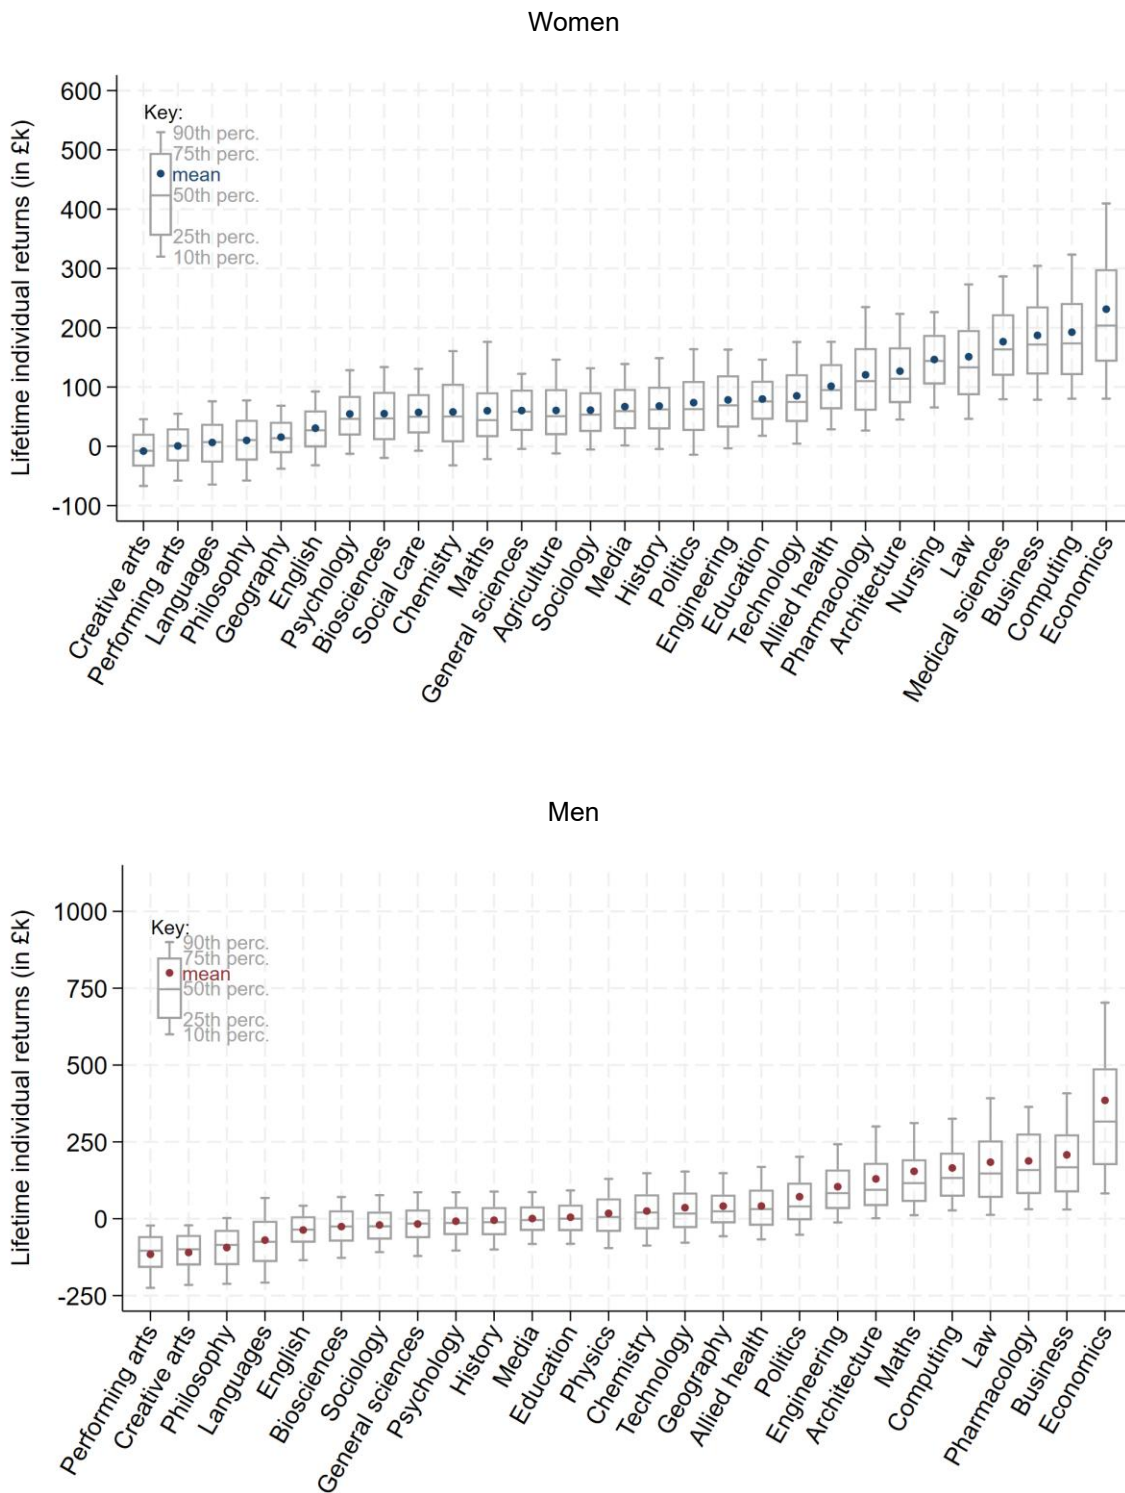 Women
Lifetime individual returns (in £k)
600
500
400
300
200
100
0
-100
Key:
90th perc.
75th perc.
mean
50th perc.
25th perc.
10th perc.
Creative arts
Performing arts
Languages
Philosophy
Geography
English
Psychology
Biosciences
Social care
Chemistry
Maths
General sciences
Agriculture
Sociology
Media
History
Politics
Engineering
Education
Technology
Allied health
Pharmacology
Architecture
Nursing
Law
Medical sciences
Business
Computing
Economics
Men
Lifetime individual returns (in £k)
1000
750
500
250
0
-250
Key:
90th perc.
75th perc.
mean
50th perc.
25th perc.
10th perc.
Performing arts
Creative arts
Philosophy
Languages
English
Biosciences
Sociology
General sciences
Psychology
History
Media
Education
Physics
Chemistry
Technology
Geography
Allied health
Politics
Engineering
Architecture
Maths
Computing
Law
Pharmacology
Business
Economics